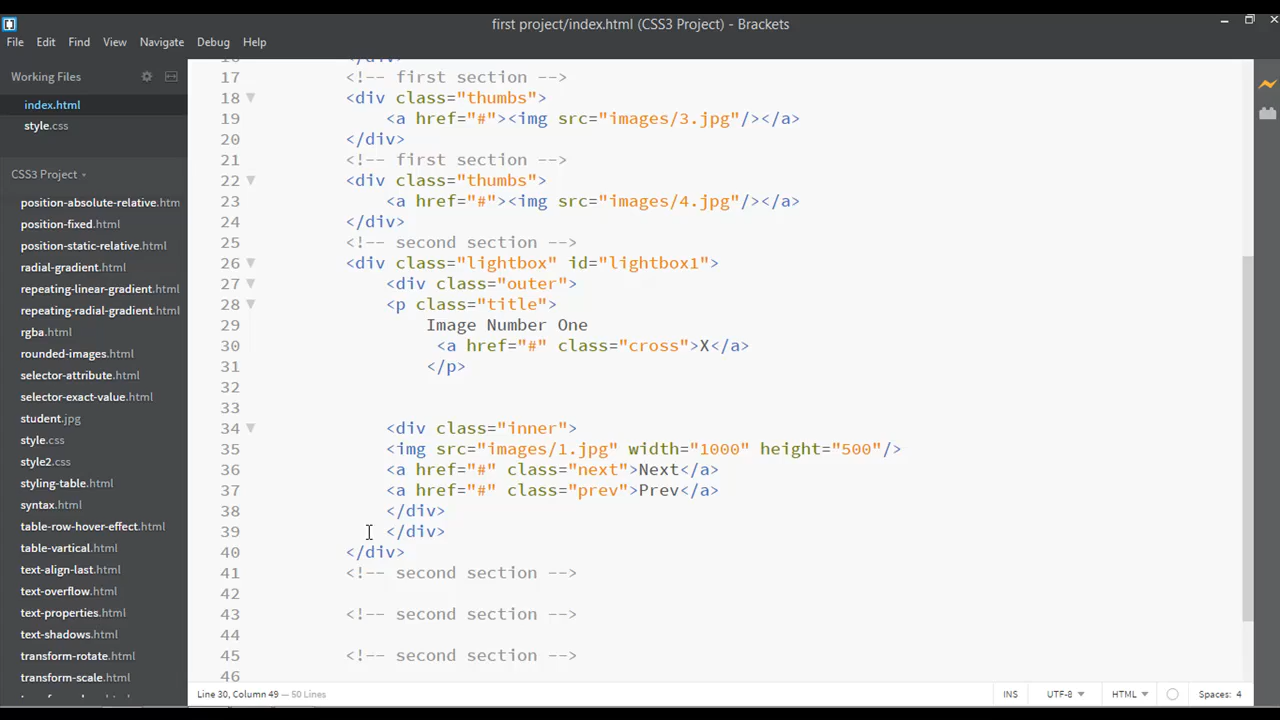 first project/index.html (CSS3 Project) - Brackets
File Edit Find View Navigate Debug Help
Working Files
index.html
style.css
CSS3 Project
position-absolute-relative.htm
position-fixed.html
position-static-relative.html
radial-gradient.html
repeating-linear-gradient.html
repeating-radial-gradient.html
rgba.html
rounded-images.html
selector-attribute.html
selector-exact-value.html
student.jpg
style.css
style2.css
styling-table.html
syntax.html
table-row-hover-effect.html
table-vartical.html
text-align-last.html
text-overflow.html
text-properties.html
text-shadows.html
transform-rotate.html
transform-scale.html
16 </div>
17 <!-- first section -->
18 <div class="thumbs">
19 <a href="#"><img src="images/3.jpg"/></a>
20 </div>
21 <!-- first section -->
22 <div class="thumbs">
23 <a href="#"><img src="images/4.jpg"/></a>
24 </div>
25 <!-- second section -->
26 <div class="lightbox" id="lightbox1">
27 <div class="outer">
28 <p class="title">
29 Image Number One
30 <a href="#" class="cross">X</a>
31 </p>
32
33
34 <div class="inner">
35 <img src="images/1.jpg" width="1000" height="500"/>
36 <a href="#" class="next">Next</a>
37 <a href="#" class="prev">Prev</a>
38 </div>
39 </div>
40 </div>
41 <!-- second section -->
42
43 <!-- second section -->
44
45 <!-- second section -->
46
Line 30, Column 49 — 50 Lines
INS UTF-8 HTML Spaces: 4